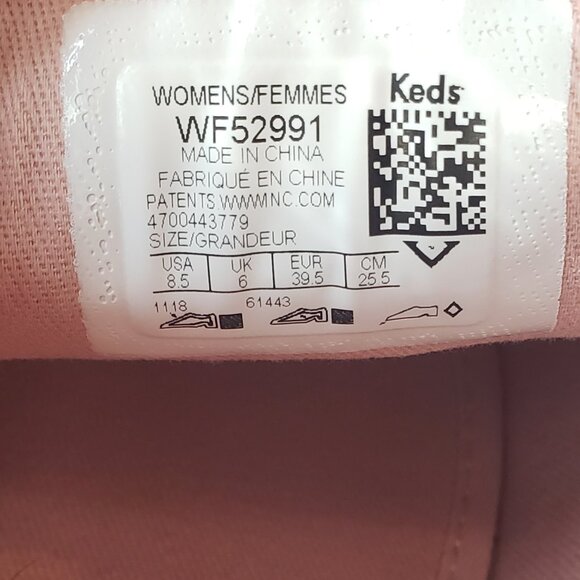 WOMENS/FEMMES
Keds
WF52991
MADE IN CHINA
FABRIQUÉ EN CHINE
PATENTS WWW.NC.COM
4700443779
SIZE/GRANDEUR
USA UK EUR CM
8.5 6 39.5 25.5
1118 61443